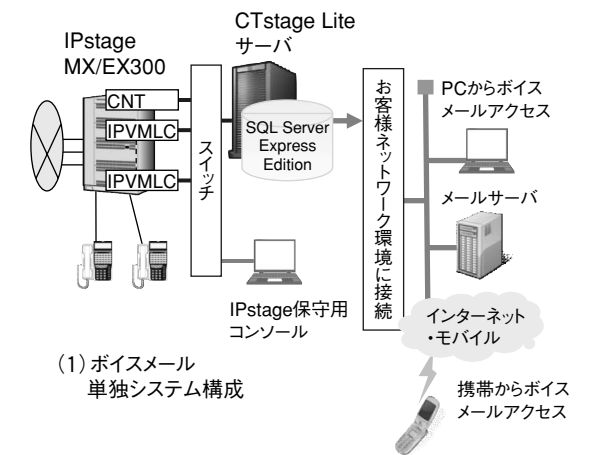 CTstage Lite
サーバ
IPstage
MX/EX300
CNT
IPVMLC
IPVMLC
スイッチ
SQL Server
Express
Edition
お客様ネットワーク環境に接続
PCからボイス
メールアクセス
メールサーバ
IPstage保守用
コンソール
インターネット
・モバイル
(1)ボイスメール
単独システム構成
携帯からボイス
メールアクセス